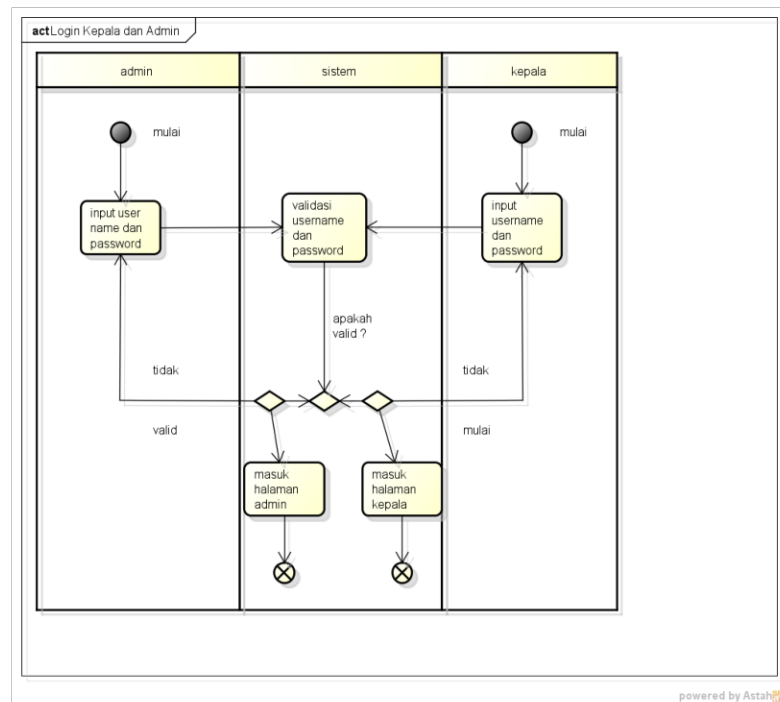 act Login Kepala dan Admin
admin
sistem
kepala
mulai
mulai
input user
name dan
password
validasi
username
dan
password
input
username
dan
password
apakah
valid ?
tidak
tidak
valid
mulai
masuk
halaman
admin
masuk
halaman
kepala
powered by Astah